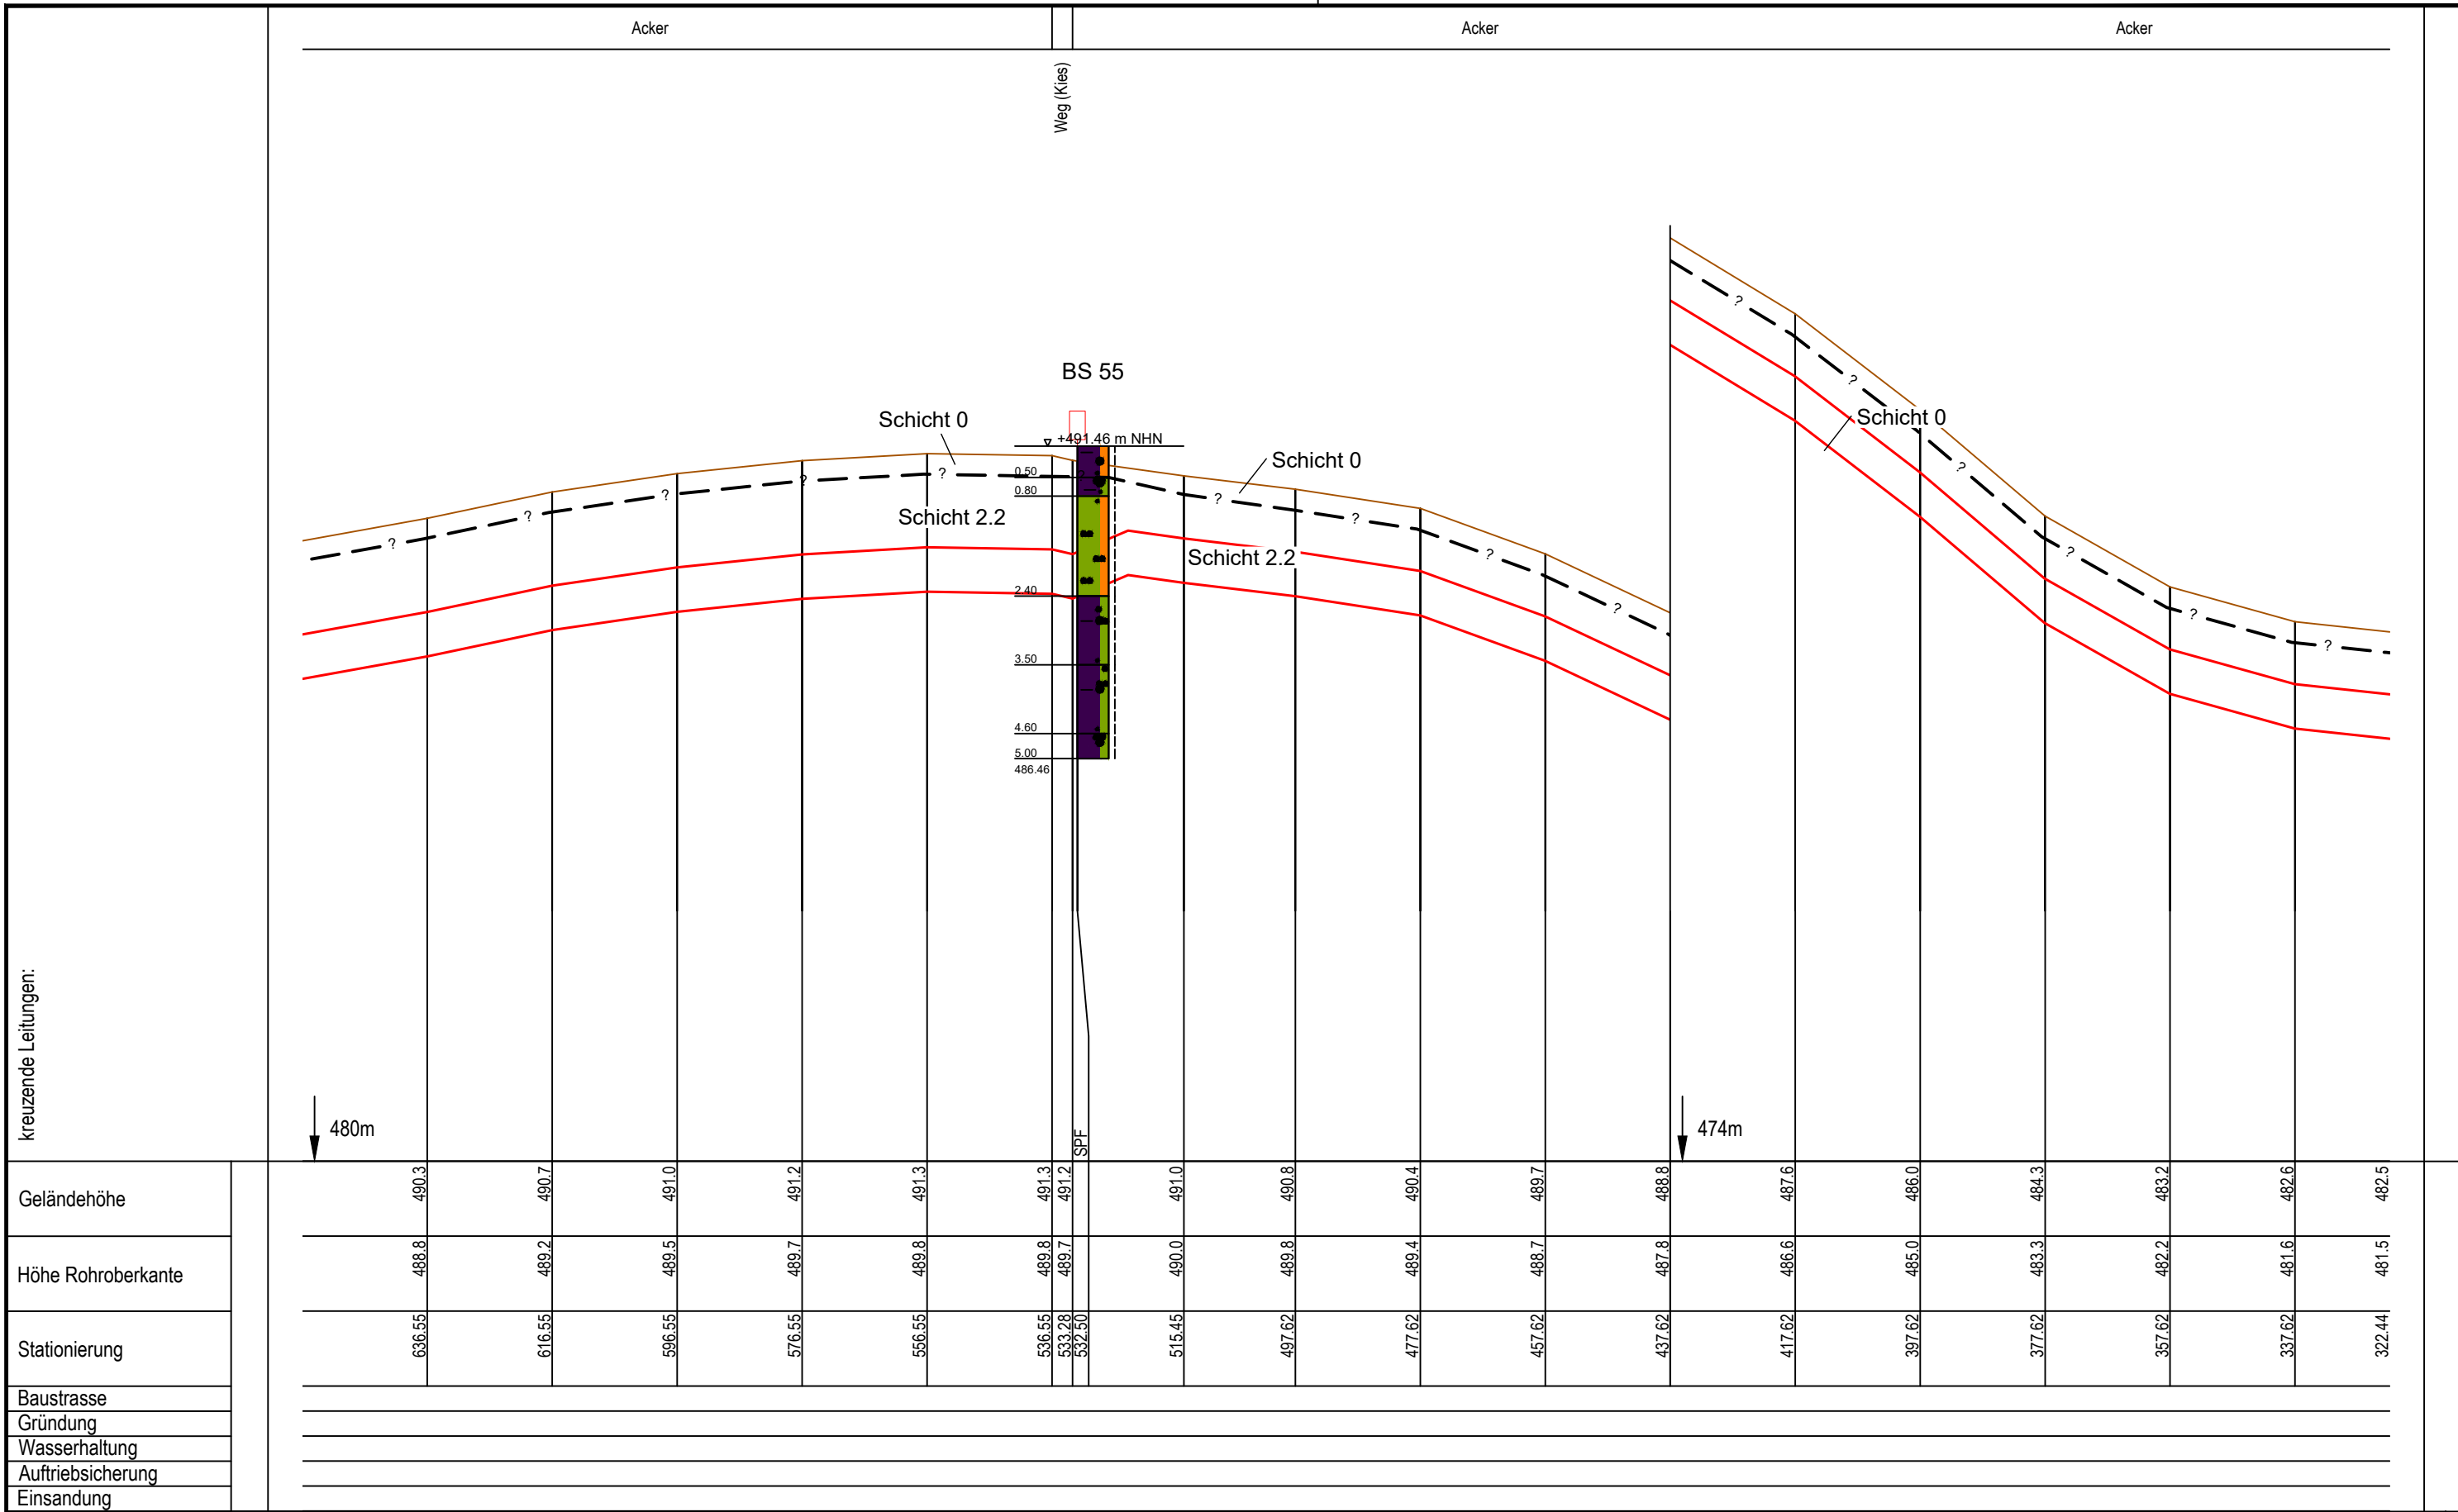 Acker
Acker
Acker
Weg (Kies)
BS 55
Schicht 0
Schicht 0
+491.46 m NHN
Schicht 0
0.50
0.80
Schicht 2.2
Schicht 2.2
2.40
3.50
4.60
5.00
486.46
? ? ? ? ? ? ? ? ? ? ? ? ? ? ? ?
kreuzende Leitungen:
480m
SPF
474m
Geländehöhe
490.3 490.7 491.0 491.2 491.3 491.3 491.2 491.0 490.8 490.4 489.7 488.8 487.6 486.0 484.3 483.2 482.6 482.5
Höhe Rohroberkante
488.8 489.2 489.5 489.7 489.8 489.8 489.7 490.0 489.8 489.4 488.7 487.8 486.6 485.0 483.3 482.2 481.6 481.5
Stationierung
636.55 616.55 596.55 576.55 556.55 536.55 533.28 532.50 515.45 497.62 477.62 457.62 437.62 417.62 397.62 377.62 357.62 337.62 322.44
Baustrasse
Gründung
Wasserhaltung
Auftriebsicherung
Einsandung